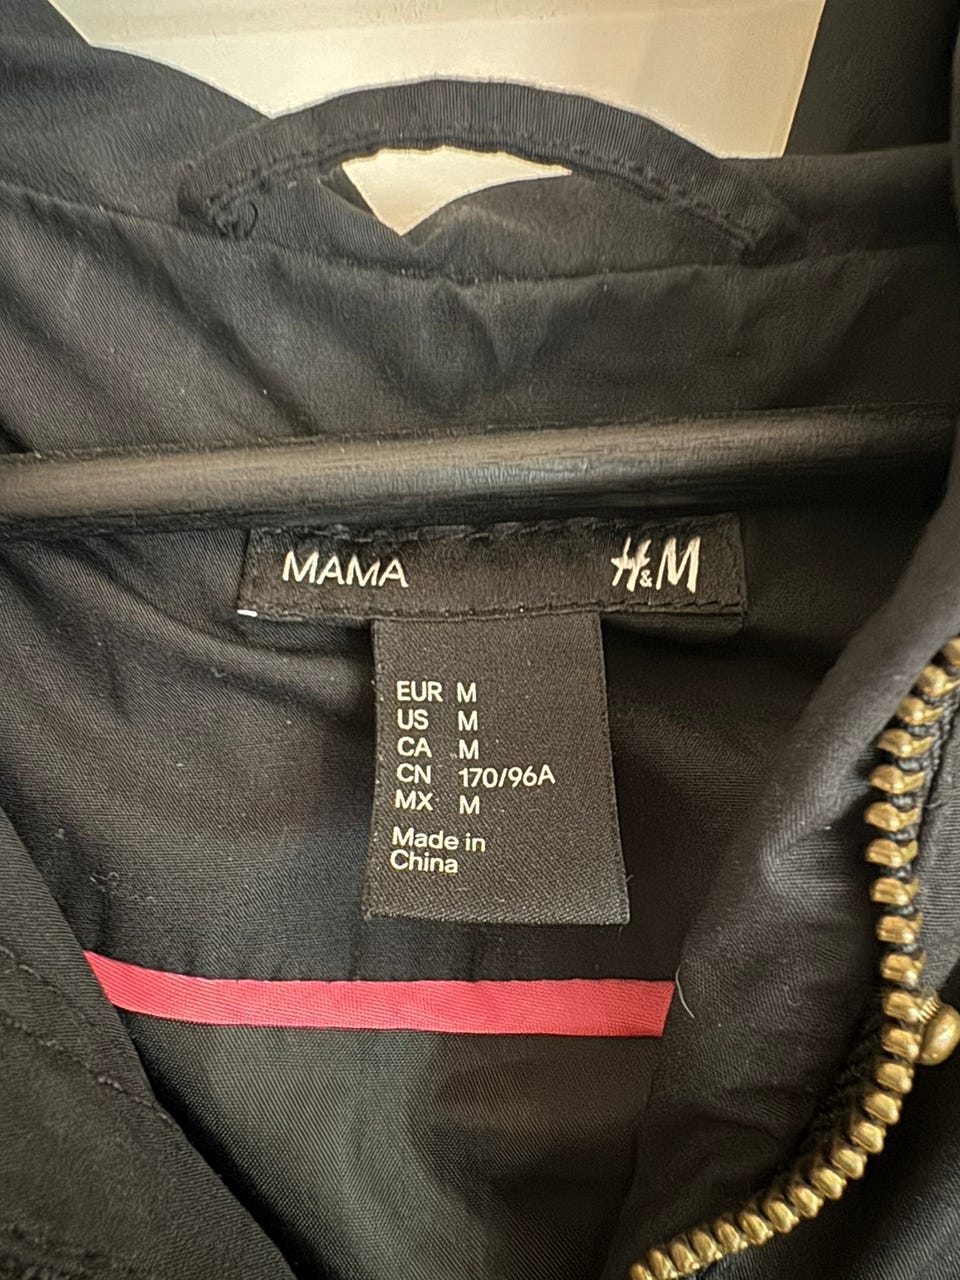 MAMA H&M
EUR M
US M
CA M
CN 170/96A
MX M
Made in
China